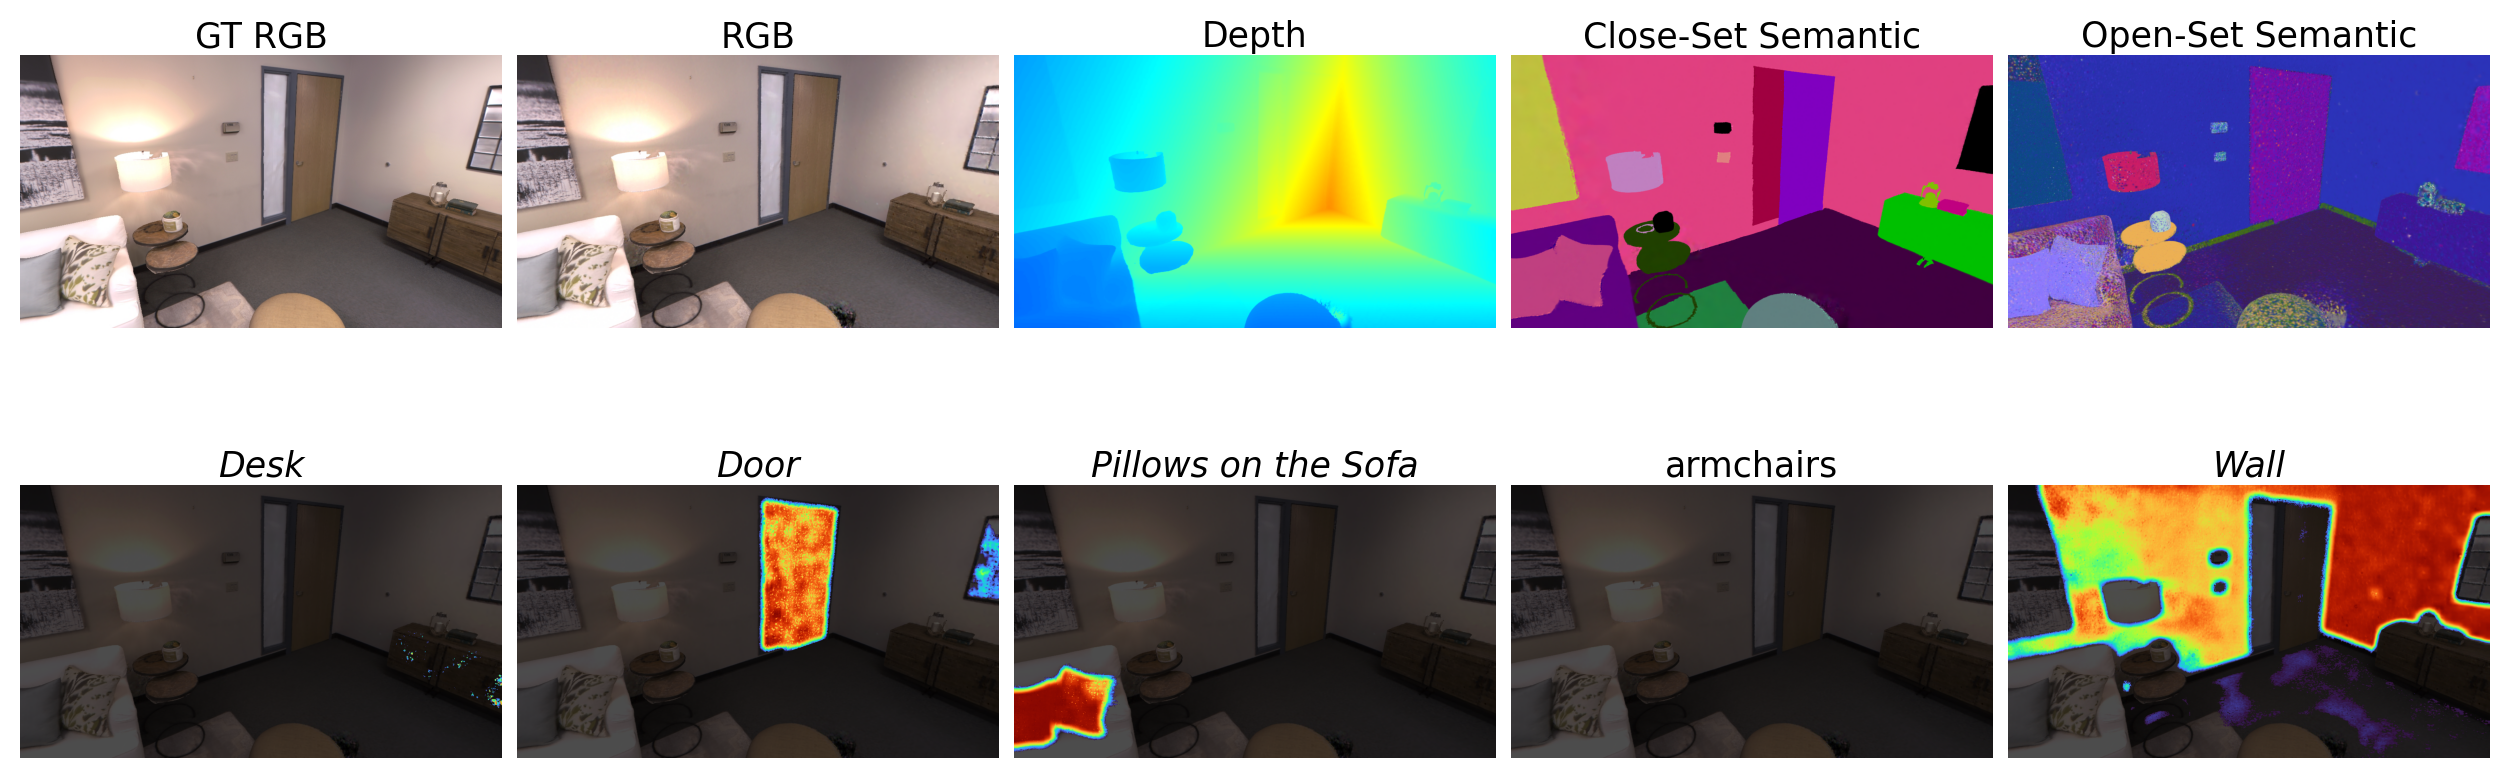 GT RGB
RGB
Depth
Close-Set Semantic
Open-Set Semantic
Desk
Door
Pillows on the Sofa
armchairs
Wall